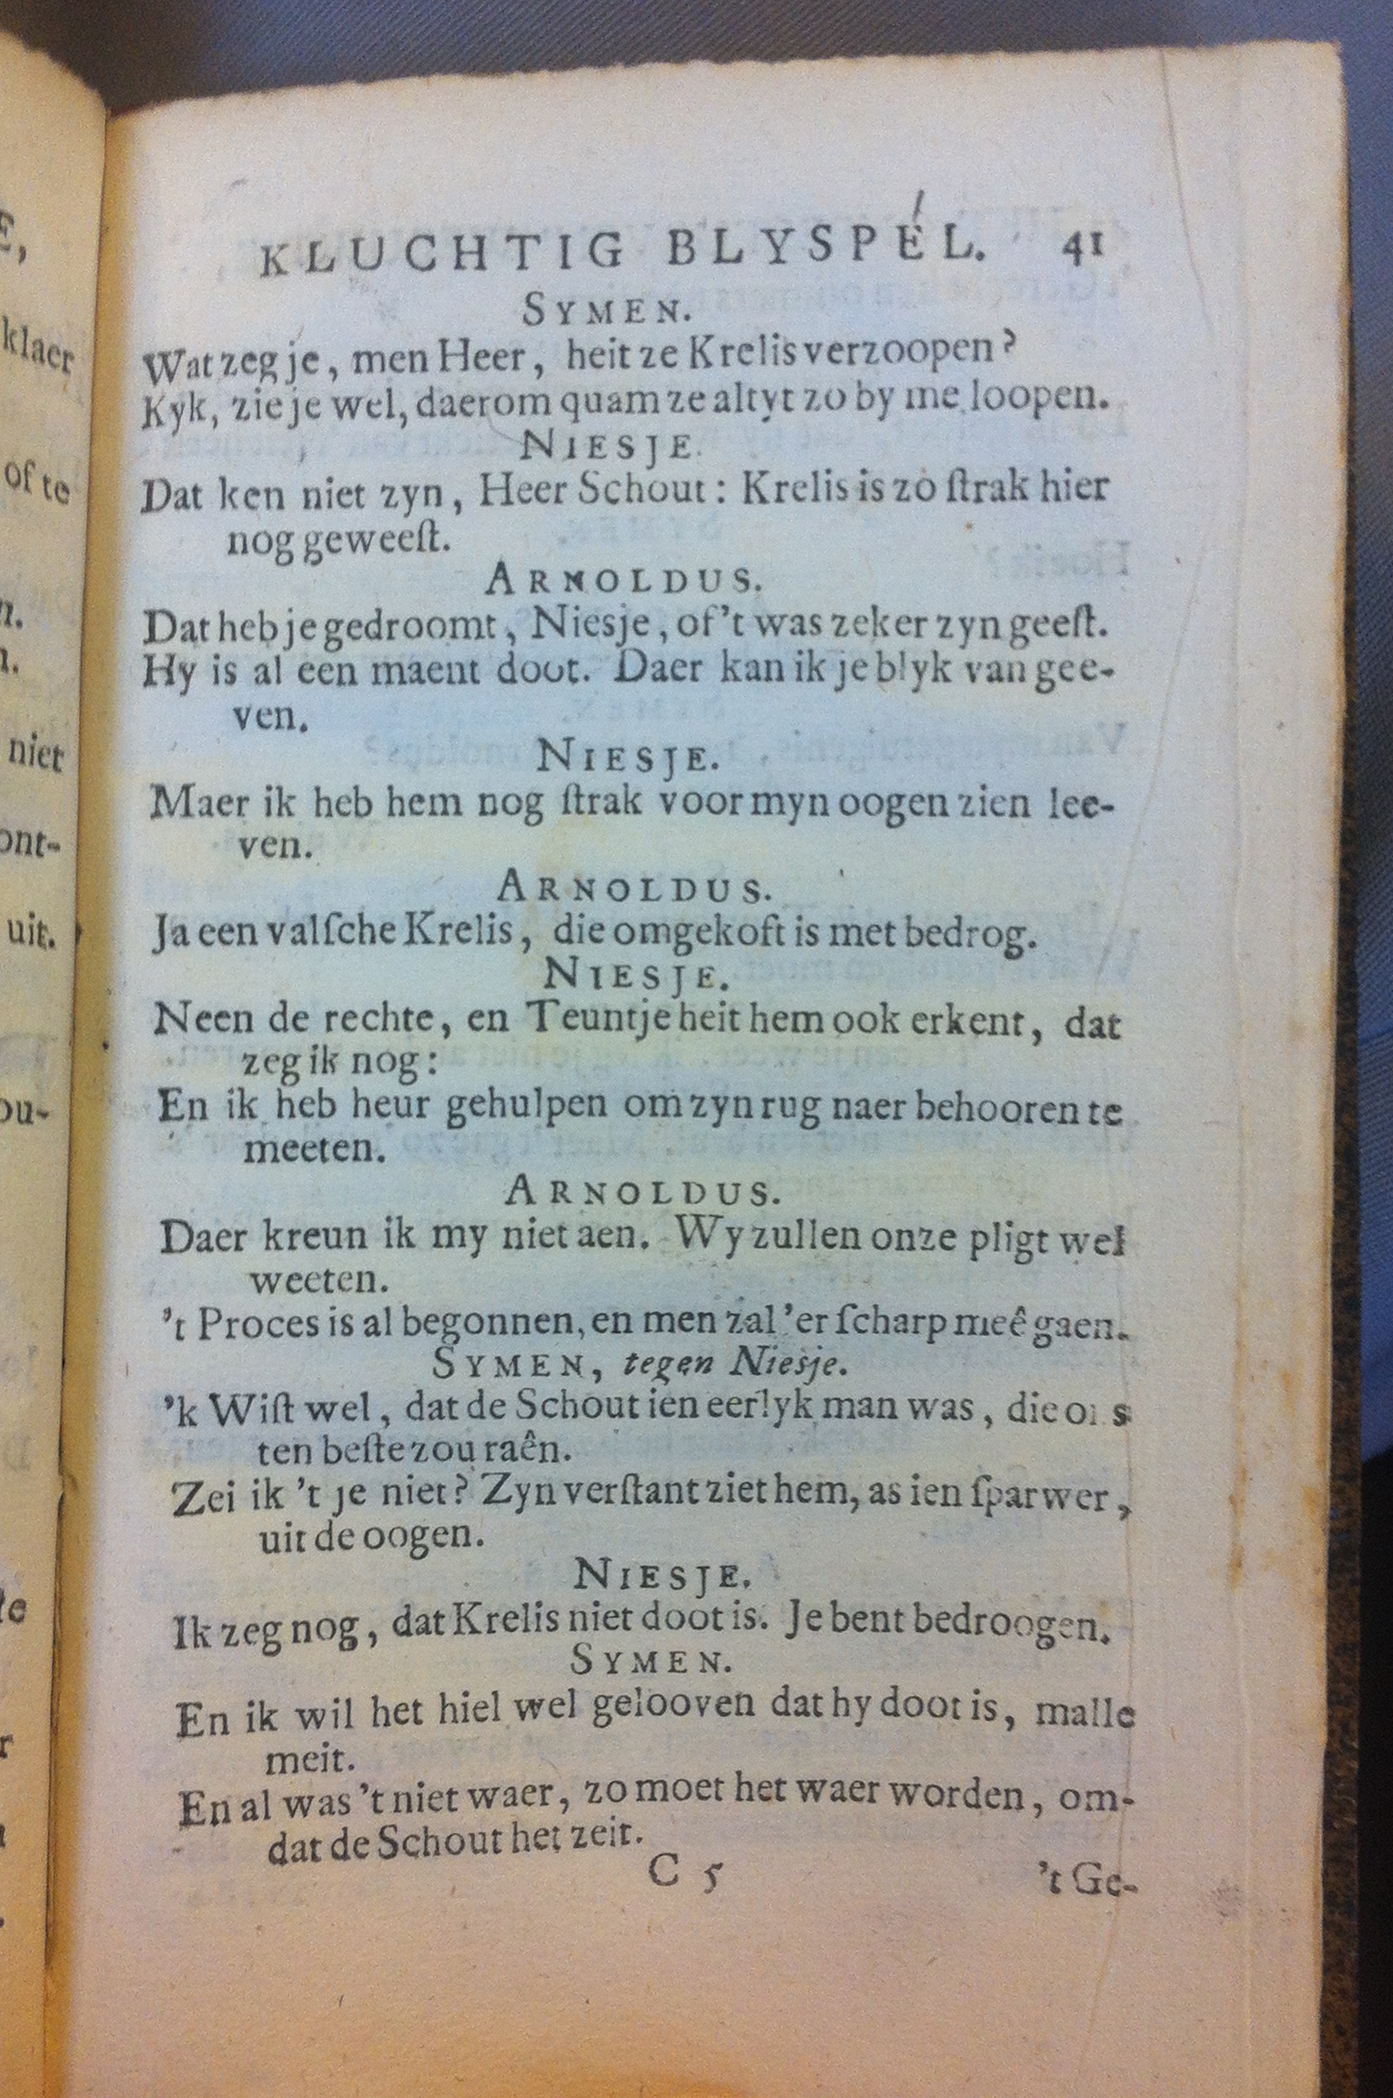 KLUCHTIG BLYSPEL. 41
SYMEN.
Wat zeg je, men Heer, heit ze Krelis verzoopen?
Kyk, zie je wel, daerom quam ze altyt zo by me loopen.
NIESJE.
Dat ken niet zyn, Heer Schout: Krelis is zo ſtrak hier
nog geweeſt.
ARNOLDUS.
Dat heb je gedroomt, Niesje, of 't was zeker zyn geeſt.
Hy is al een maent doot. Daer kan ik je blyk van gee-
ven.
NIESJE.
Maer ik heb hem nog ſtrak voor myn oogen zien lee-
ven.
ARNOLDUS.
Ja een valſche Krelis, die omgekoft is met bedrog.
NIESJE.
Neen de rechte, en Teuntje heit hem ook erkent, dat
zeg ik nog:
En ik heb heur gehulpen om zyn rug naer behooren te
meeten.
ARNOLDUS.
Daer kreun ik my niet aen. Wy zullen onze pligt wel
weeten.
't Proces is al begonnen, en men zal 'er ſcharp meê gaen.
SYMEN, tegen Niesje.
'k Wiſt wel, dat de Schout ien eerlyk man was, die ons
ten beſte zou raên.
Zei ik 't je niet? Zyn verſtant ziet hem, as ien ſparwer,
uit de oogen.
NIESJE.
Ik zeg nog, dat Krelis niet doot is. Je bent bedroogen.
SYMEN.
En ik wil het hiel wel gelooven dat hy doot is, malle
meit.
En al was 't niet waer, zo moet het waer worden, om-
dat de Schout het zeit.
C 5 't Ge-
E,
klaer
of te
n.
niet
ont-
uit.
ou-